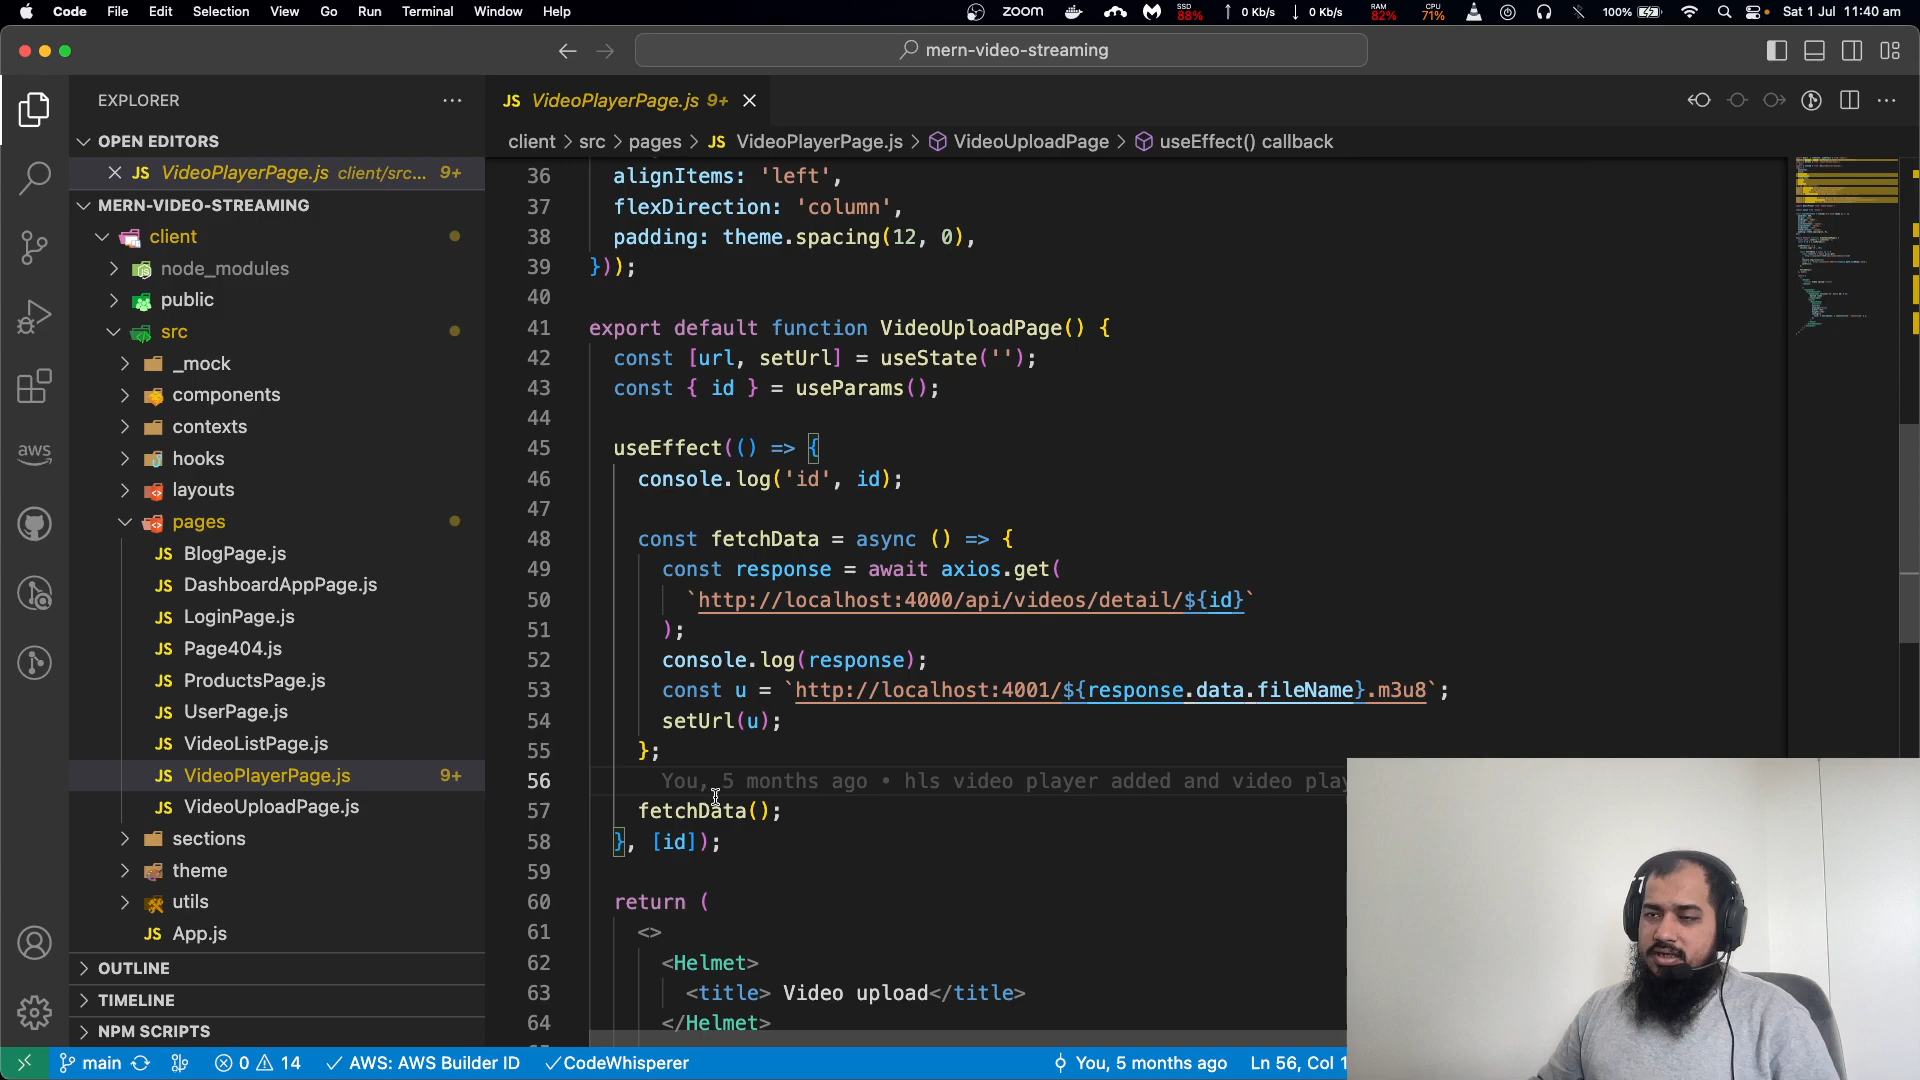 Code File Edit Selection View Go Run Terminal Window Help zoom SSD 88% ↑ 0 Kb/s ↓ 0 Kb/s RAM 82% CPU 71% 100% Sat 1 Jul 11:40 am
mern-video-streaming
EXPLORER
OPEN EDITORS
JS VideoPlayerPage.js client/src... 9+
MERN-VIDEO-STREAMING
client
node_modules
public
src
_mock
components
contexts
hooks
layouts
pages
JS BlogPage.js
JS DashboardAppPage.js
JS LoginPage.js
JS Page404.js
JS ProductsPage.js
JS UserPage.js
JS VideoListPage.js
JS VideoPlayerPage.js 9+
JS VideoUploadPage.js
sections
theme
utils
JS App.js
OUTLINE
TIMELINE
NPM SCRIPTS
aws
JS VideoPlayerPage.js 9+
client > src > pages > JS VideoPlayerPage.js > VideoUploadPage > useEffect() callback
36 alignItems: 'left',
37 flexDirection: 'column',
38 padding: theme.spacing(12, 0),
39 }));
40
41 export default function VideoUploadPage() {
42 const [url, setUrl] = useState('');
43 const { id } = useParams();
44
45 useEffect(() => {
46 console.log('id', id);
47
48 const fetchData = async () => {
49 const response = await axios.get(
50 `http://localhost:4000/api/videos/detail/${id}`
51 );
52 console.log(response);
53 const u = `http://localhost:4001/${response.data.fileName}.m3u8`;
54 setUrl(u);
55 };
56 You, 5 months ago • hls video player added and video play
57 fetchData();
58 }, [id]);
59
60 return (
61 <>
62 <Helmet>
63 <title> Video upload</title>
64 </Helmet>
main 0 14 AWS: AWS Builder ID CodeWhisperer You, 5 months ago Ln 56, Col 1